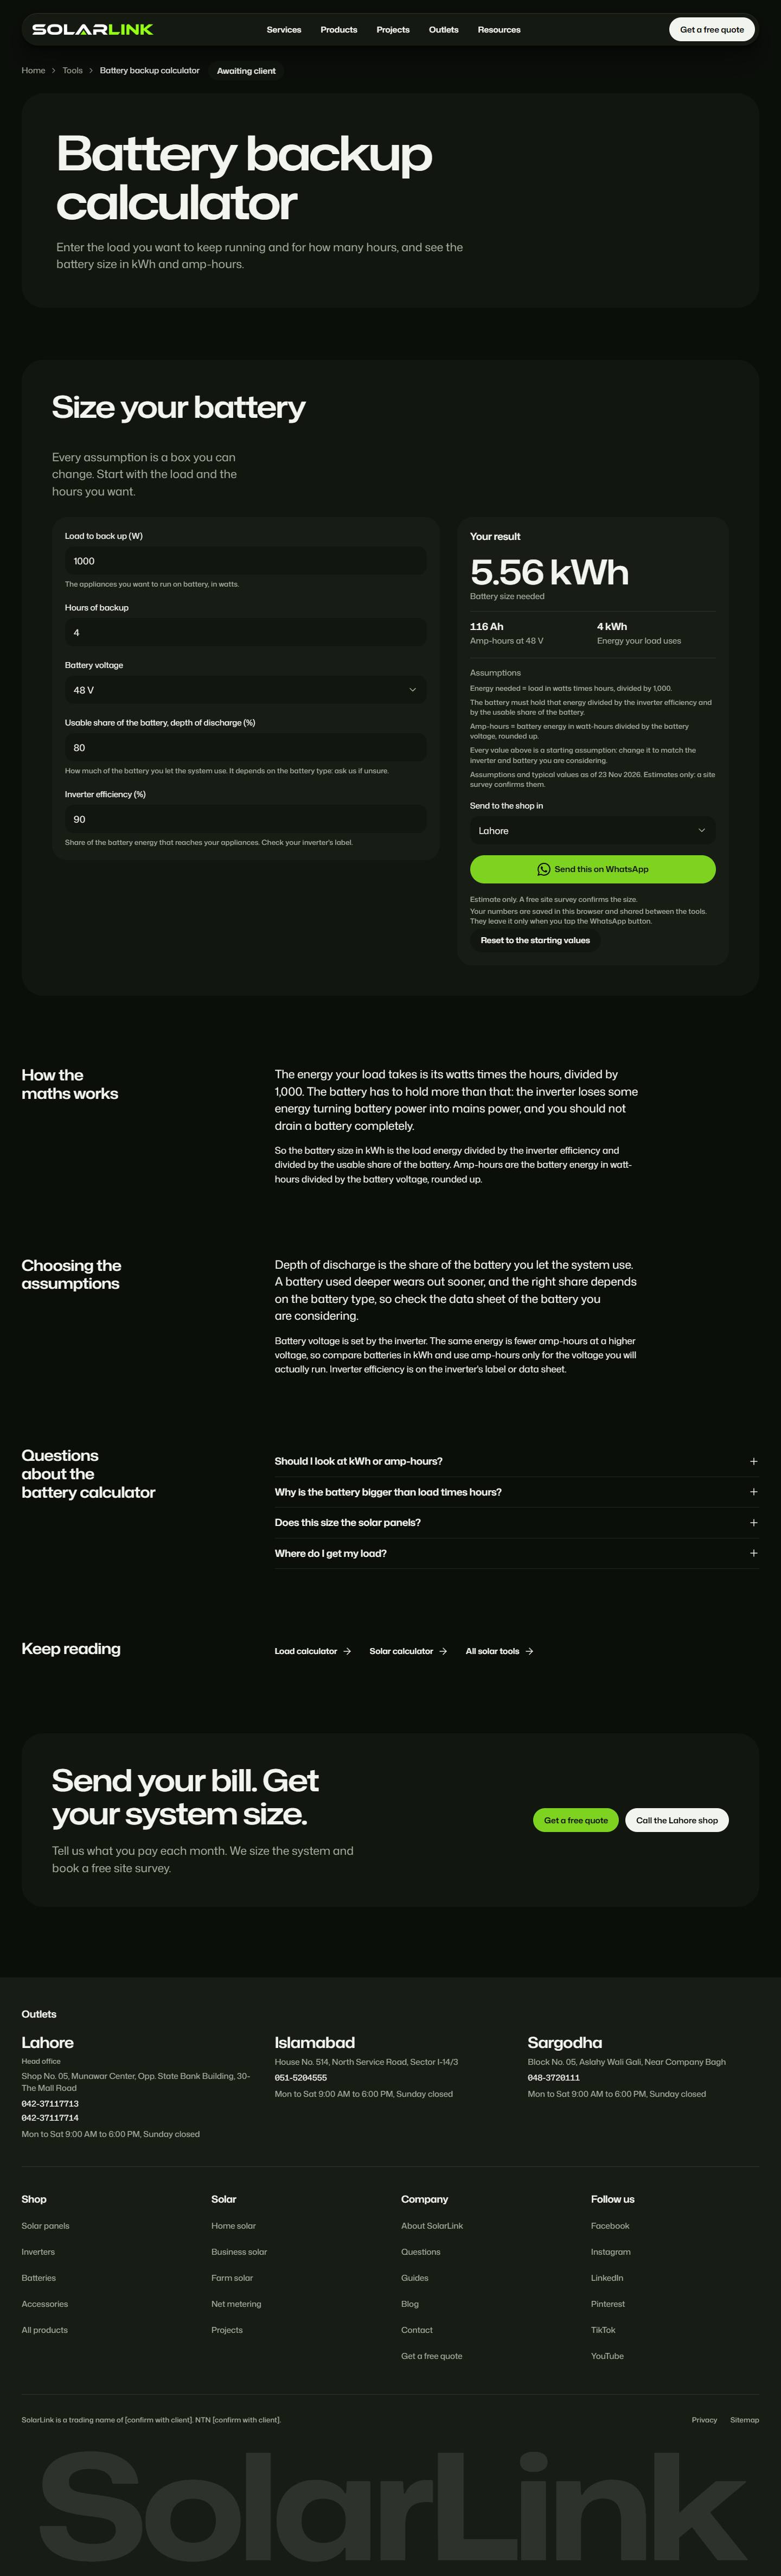 SOLARLINK
Services
Products
Projects
Outlets
Resources
Get a free quote
Home
Tools
Battery backup calculator
Awaiting client
Battery backup
calculator
Enter the load you want to keep running and for how many hours, and see the
battery size in kWh and amp-hours.
Size your battery
Every assumption is a box you can
change. Start with the load and the
hours you want.
Load to back up (W)
1000
The appliances you want to run on battery, in watts.
Hours of backup
4
Battery voltage
48 V
Usable share of the battery, depth of discharge (%)
80
How much of the battery you let the system use. It depends on the battery type: ask us if unsure.
Inverter efficiency (%)
90
Share of the battery energy that reaches your appliances. Check your inverter's label.
Your result
5.56 kWh
Battery size needed
116 Ah
Amp-hours at 48 V
4 kWh
Energy your load uses
Assumptions
Energy needed = load in watts times hours, divided by 1,000.
The battery must hold that energy divided by the inverter efficiency and
by the usable share of the battery.
Amp-hours = battery energy in watt-hours divided by the battery
voltage, rounded up.
Every value above is a starting assumption: change it to match the
inverter and battery you are considering.
Assumptions and typical values as of 23 Nov 2026. Estimates only: a site
survey confirms them.
Send to the shop in
Lahore
Send this on WhatsApp
Estimate only. A free site survey confirms the size.
Your numbers are saved in this browser and shared between the tools.
They leave it only when you tap the WhatsApp button.
Reset to the starting values
How the
maths works
The energy your load takes is its watts times the hours, divided by
1,000. The battery has to hold more than that: the inverter loses some
energy turning battery power into mains power, and you should not
drain a battery completely.
So the battery size in kWh is the load energy divided by the inverter efficiency and
divided by the usable share of the battery. Amp-hours are the battery energy in watt-
hours divided by the battery voltage, rounded up.
Choosing the
assumptions
Depth of discharge is the share of the battery you let the system use.
A battery used deeper wears out sooner, and the right share depends
on the battery type, so check the data sheet of the battery you
are considering.
Battery voltage is set by the inverter. The same energy is fewer amp-hours at a higher
voltage, so compare batteries in kWh and use amp-hours only for the voltage you will
actually run. Inverter efficiency is on the inverter's label or data sheet.
Questions
about the
battery calculator
Should I look at kWh or amp-hours?
Why is the battery bigger than load times hours?
Does this size the solar panels?
Where do I get my load?
Keep reading
Load calculator
Solar calculator
All solar tools
Send your bill. Get
your system size.
Tell us what you pay each month. We size the system and
book a free site survey.
Get a free quote
Call the Lahore shop
Outlets
Lahore
Head office
Shop No. 05, Munawar Center, Opp. State Bank Building, 30-
The Mall Road
042-37117713
042-37117714
Mon to Sat 9:00 AM to 6:00 PM, Sunday closed
Islamabad
House No. 514, North Service Road, Sector I-14/3
051-5204555
Mon to Sat 9:00 AM to 6:00 PM, Sunday closed
Sargodha
Block No. 05, Aslahy Wali Gali, Near Company Bagh
048-3720111
Mon to Sat 9:00 AM to 6:00 PM, Sunday closed
Shop
Solar panels
Inverters
Batteries
Accessories
All products
Solar
Home solar
Business solar
Farm solar
Net metering
Projects
Company
About SolarLink
Questions
Guides
Blog
Contact
Get a free quote
Follow us
Facebook
Instagram
LinkedIn
Pinterest
TikTok
YouTube
SolarLink is a trading name of [confirm with client]. NTN [confirm with client].
Privacy
Sitemap
SolarLink